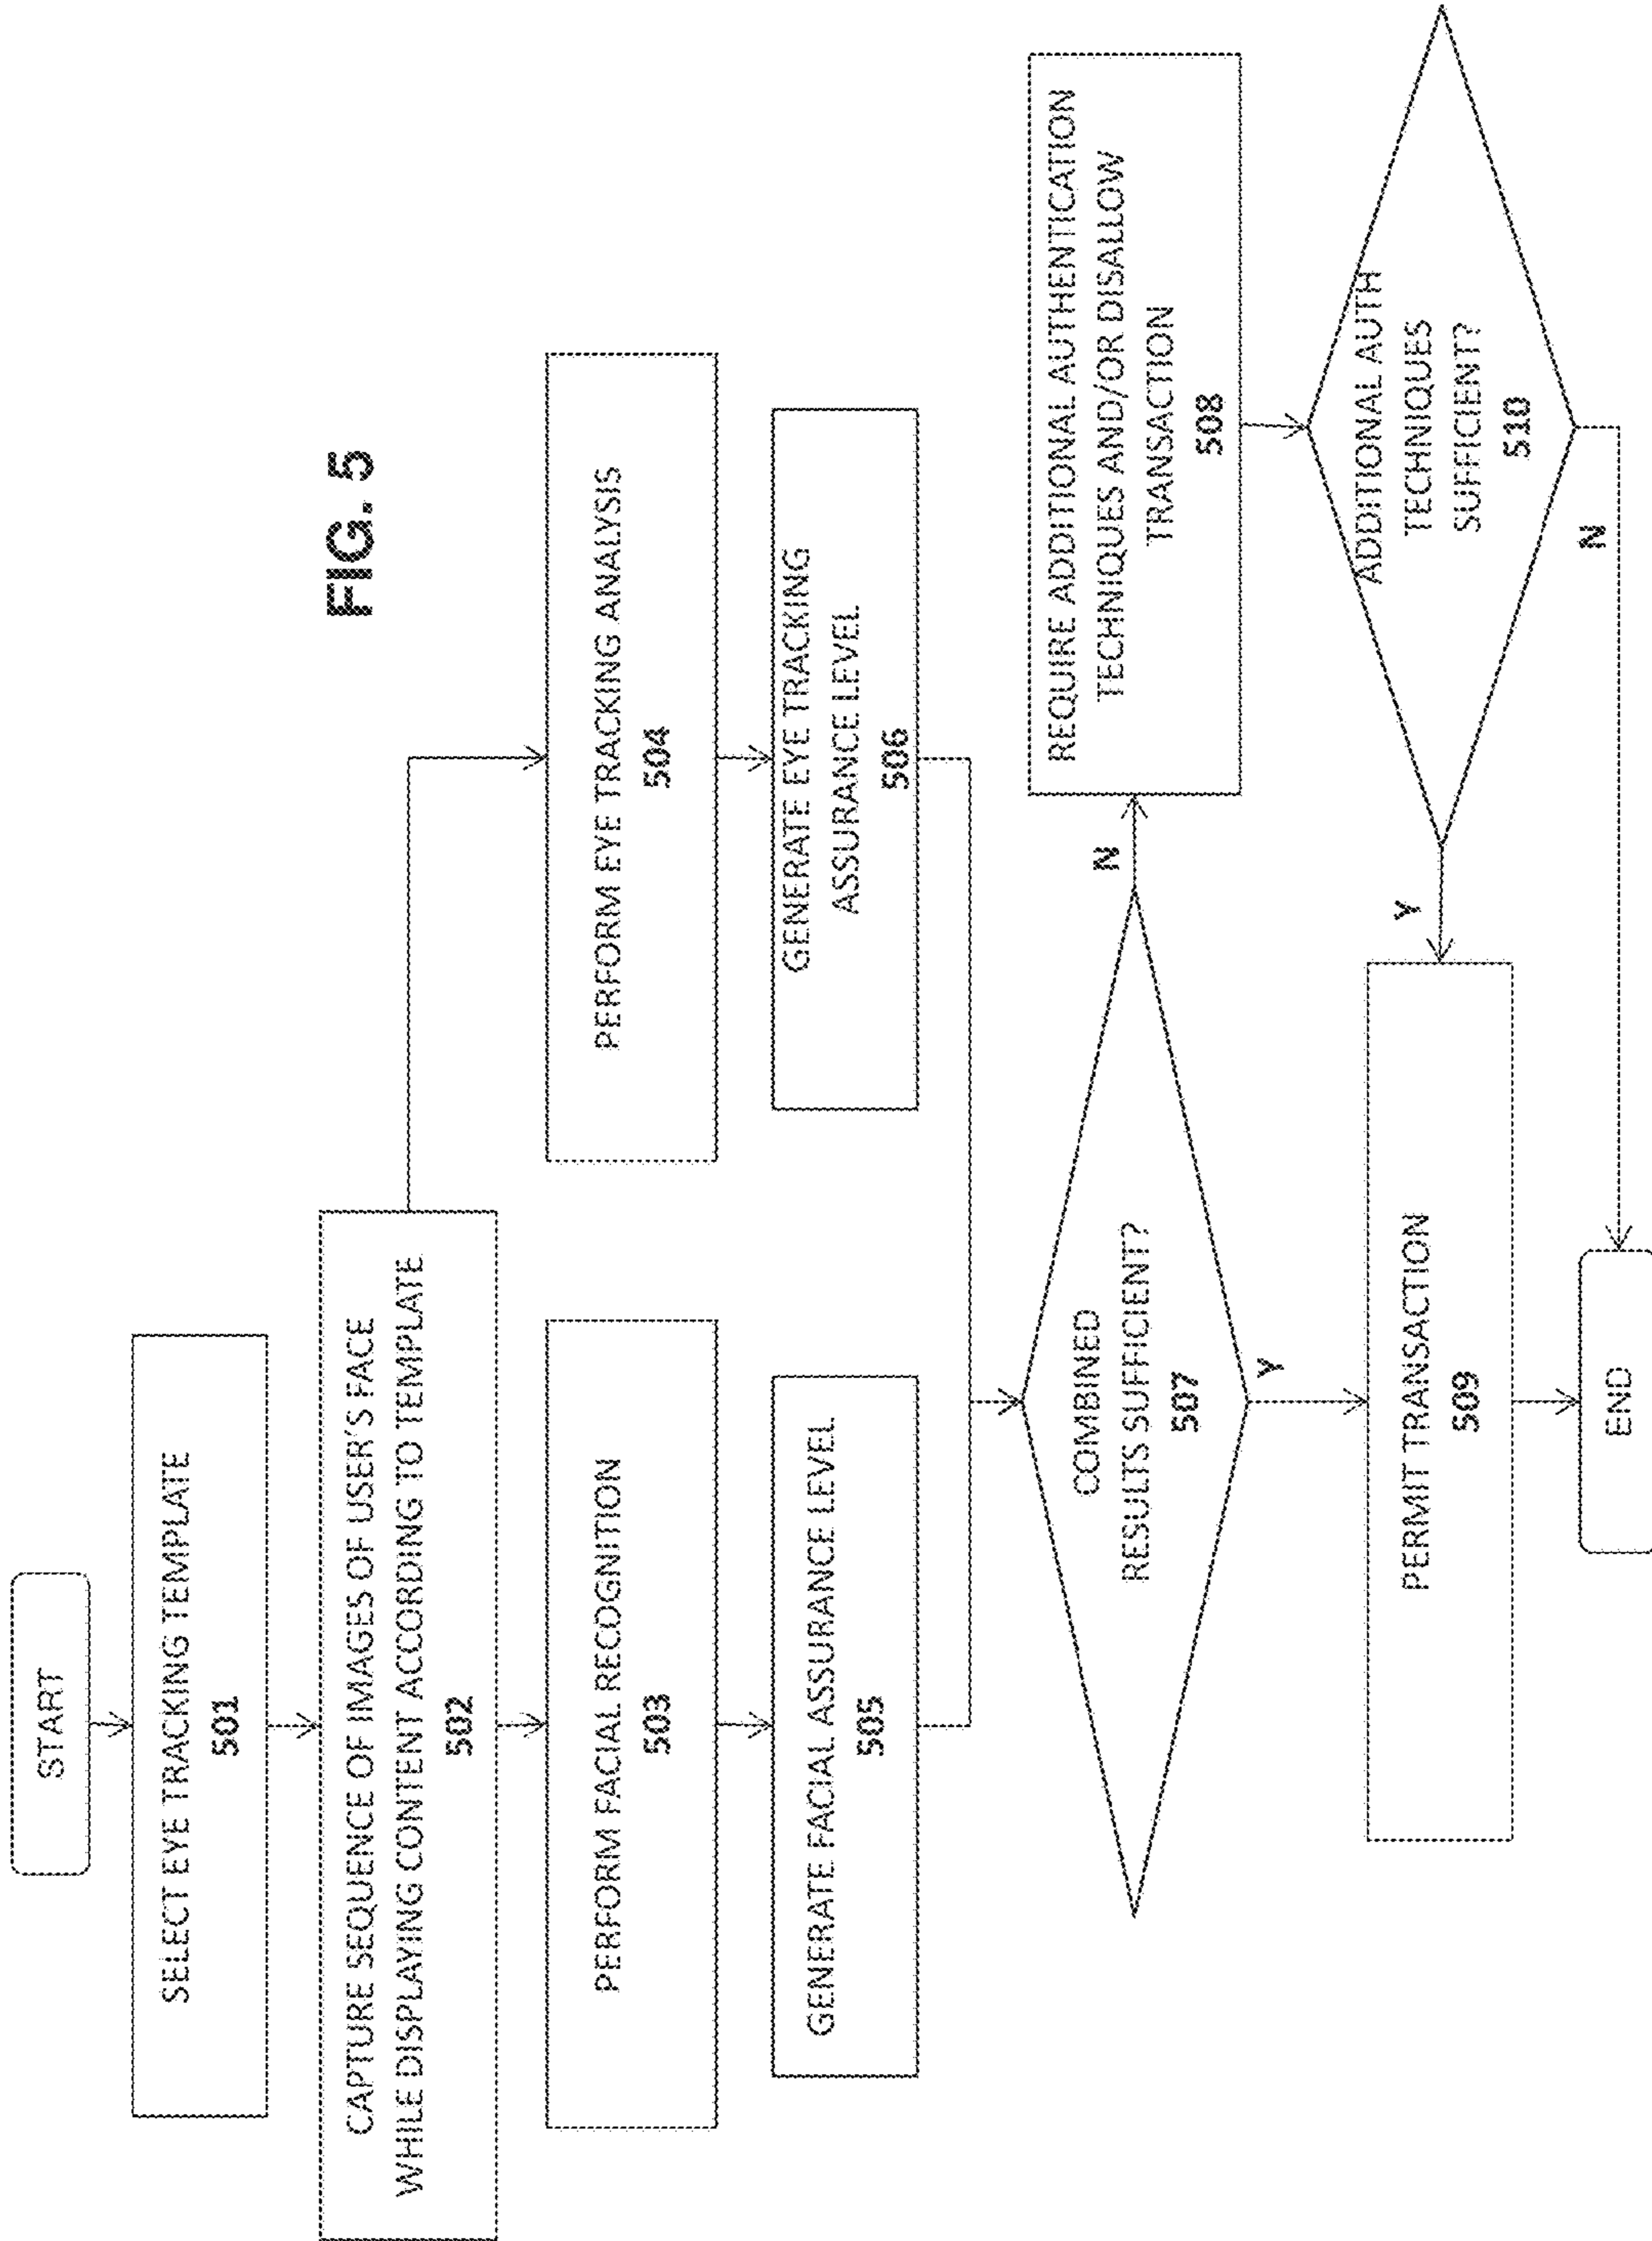 FIG. 5
START
SELECT EYE TRACKING TEMPLATE
501
CAPTURE SEQUENCE OF IMAGES OF USER'S FACE
WHILE DISPLAYING CONTENT ACCORDING TO TEMPLATE
502
PERFORM FACIAL RECOGNITION
503
PERFORM EYE TRACKING ANALYSIS
504
GENERATE FACIAL ASSURANCE LEVEL
505
GENERATE EYE TRACKING
ASSURANCE LEVEL
506
COMBINED
RESULTS SUFFICIENT?
507
N
Y
REQUIRE ADDITIONAL AUTHENTICATION
TECHNIQUES AND/OR DISALLOW
TRANSACTION
508
PERMIT TRANSACTION
509
Y
ADDITIONAL AUTH
TECHNIQUES
SUFFICIENT?
510
N
END